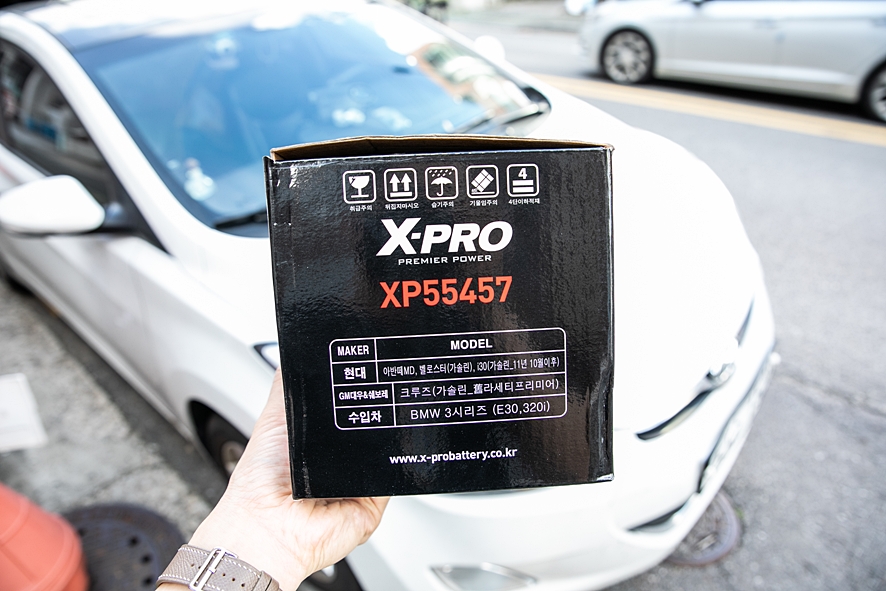 4
취급주의 뒤집지마시오 습기주의 기울임주의 4단이하적재
X-PRO
PREMIER POWER
XP55457
MAKER MODEL
현대 아반떼MD, 벨로스터(가솔린), i30(가솔린_11년 10월이후)
GM대우&쉐보레 크루즈(가솔린_舊라세티프리미어)
수입차 BMW 3시리즈 (E30,320i)
www.x-probattery.co.kr